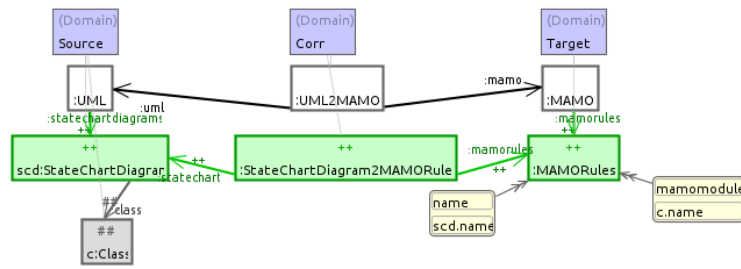 (Domain)
Source
(Domain)
Corr
(Domain)
Target
:UML
:uml
:UML2MAMO
:mamo
:MAMO
:statechartdiagrams
++
:mamorules
++
++
scd:StateChartDiagram
++
:statechart
++
:StateChartDiagram2MAMORule
:mamorules
++
++
:MAMORules
##
:class
##
c:Class
name
scd.name
mamomodule
c.name